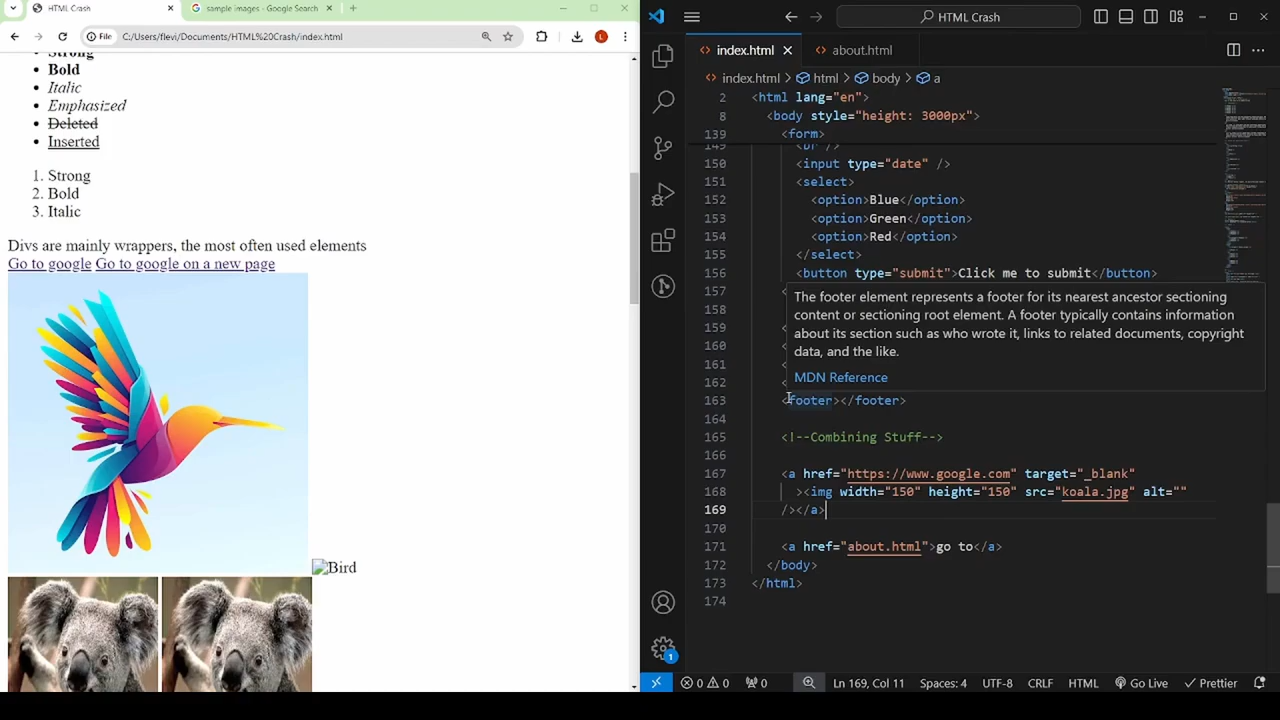 HTML Crash
sample images - Google Search
File
C:/Users/flevi/Documents/HTML%20Crash/index.html
L
Strong
Bold
Italic
Emphasized
Deleted
Inserted
1. Strong
2. Bold
3. Italic
Divs are mainly wrappers, the most often used elements
Go to google Go to google on a new page
Bird
HTML Crash
index.html
about.html
index.html > html > body > a
2 <html lang="en">
8 <body style="height: 3000px">
139 <form>
149 <br />
150 <input type="date" />
151 <select>
152 <option>Blue</option>
153 <option>Green</option>
154 <option>Red</option>
155 </select>
156 <button type="submit">Click me to submit</button>
157 <
The footer element represents a footer for its nearest ancestor sectioning
content or sectioning root element. A footer typically contains information
about its section such as who wrote it, links to related documents, copyright
data, and the like.
MDN Reference
158
159 <
160 <
161 <
162 <
163 <footer></footer>
164
165 <!--Combining Stuff-->
166
167 <a href="https://www.google.com" target="_blank"
168 ><img width="150" height="150" src="koala.jpg" alt=""
169 /></a>
170
171 <a href="about.html">go to</a>
172 </body>
173 </html>
174
1
0 0 0 Ln 169, Col 11 Spaces: 4 UTF-8 CRLF HTML Go Live Prettier